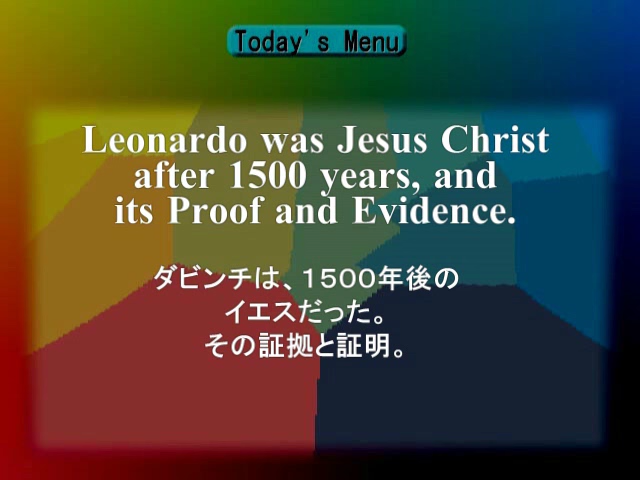 Today's Menu
Leonardo was Jesus Christ
after 1500 years, and
its Proof and Evidence.
ダビンチは、１５００年後の
イエスだった。
その証拠と証明。